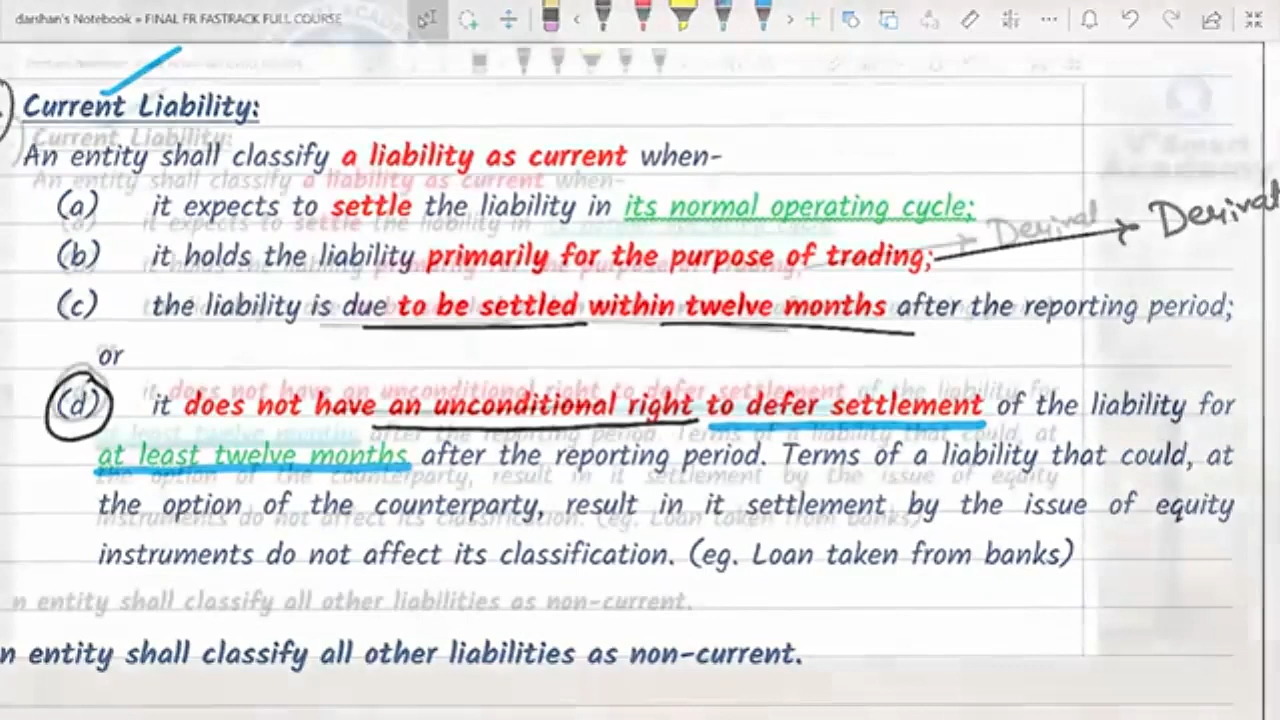 darshan's Notebook » FINAL FR FASTRACK FULL COURSE
Current Liability:
An entity shall classify a liability as current when-
(a) it expects to settle the liability in its normal operating cycle;
(b) it holds the liability primarily for the purpose of trading; Derival
(c) the liability is due to be settled within twelve months after the reporting period;
or
(d) it does not have an unconditional right to defer settlement of the liability for
at least twelve months after the reporting period. Terms of a liability that could, at
the option of the counterparty, result in it settlement by the issue of equity
instruments do not affect its classification. (eg. Loan taken from banks)
n entity shall classify all other liabilities as non-current.